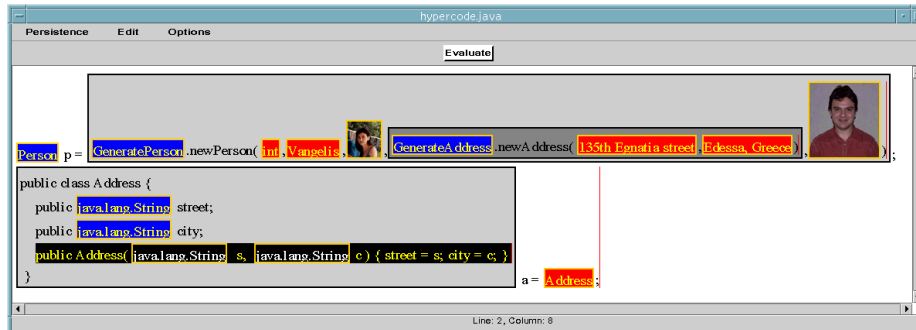 hypercode.java
Persistence Edit Options
Evaluate
Person p = GeneratePerson.newPerson( int , Vangelis , , GenerateAddress.newAddress( 135th Egnatia street , Edessa, Greece ) , ) ;
public class Address {
public java.lang.String street;
public java.lang.String city;
public Address( java.lang.String s, java.lang.String c ) { street = s; city = c; }
} a = Address ;
Line: 2, Column: 8